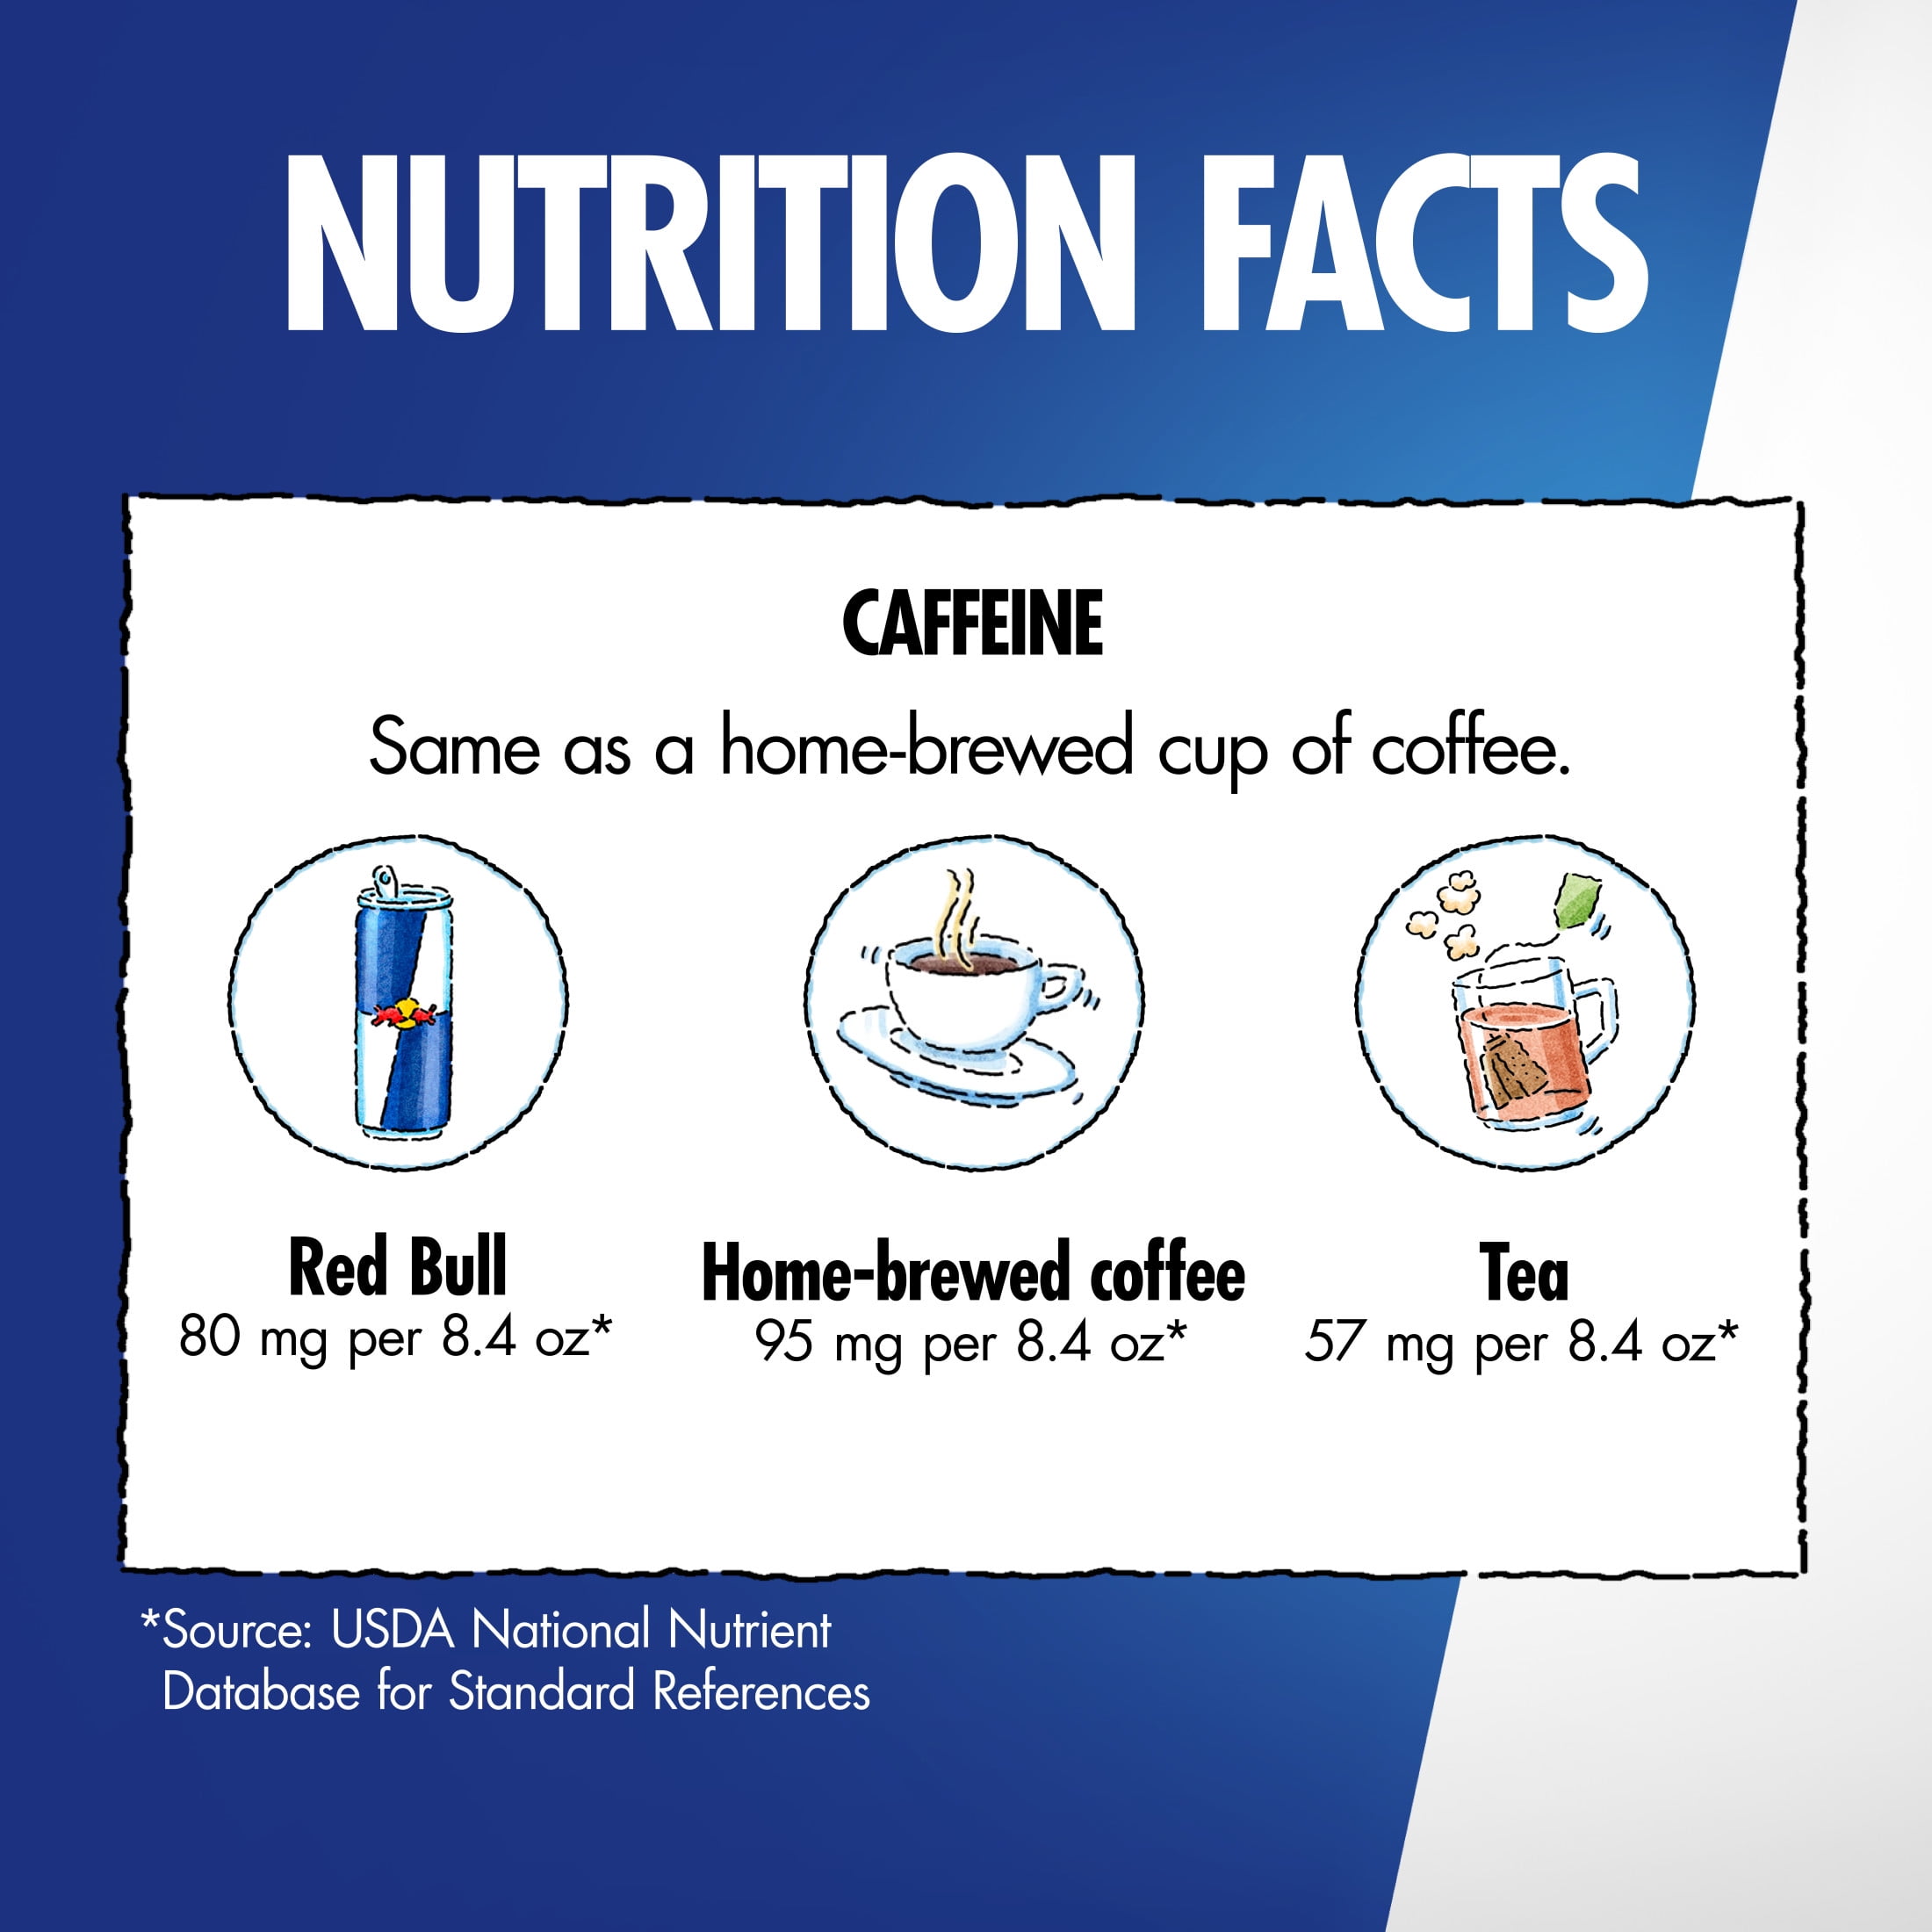 NUTRITION FACTS
CAFFEINE
Same as a home-brewed cup of coffee.
Red Bull
80 mg per 8.4 oz*
Home-brewed coffee
95 mg per 8.4 oz*
Tea
57 mg per 8.4 oz*
*Source: USDA National Nutrient
Database for Standard References